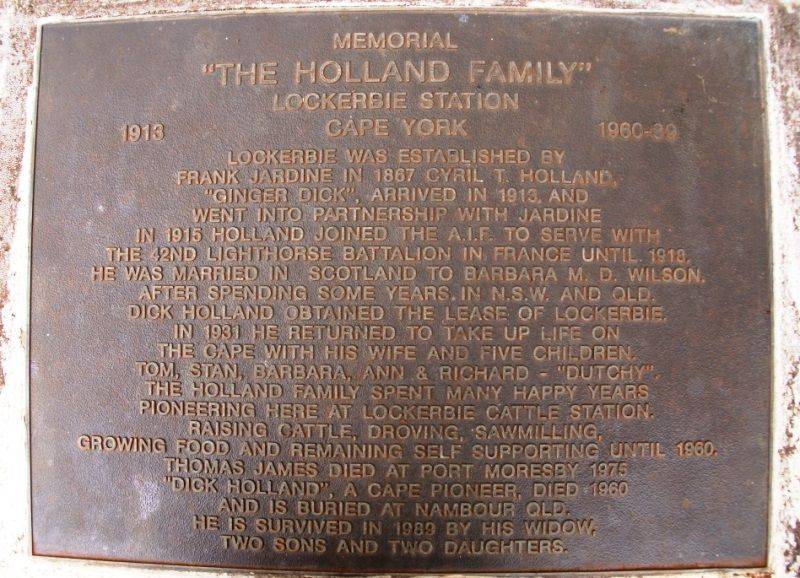 MEMORIAL
"THE HOLLAND FAMILY"
LOCKERBIE STATION
1913 CAPE YORK 1960-89
LOCKERBIE WAS ESTABLISHED BY
FRANK JARDINE IN 1867 CYRIL T. HOLLAND,
"GINGER DICK", ARRIVED IN 1913, AND
WENT INTO PARTNERSHIP WITH JARDINE
IN 1915 HOLLAND JOINED THE A.I.F. TO SERVE WITH
THE 42ND LIGHTHORSE BATTALION IN FRANCE UNTIL 1918.
HE WAS MARRIED IN SCOTLAND TO BARBARA M. D. WILSON.
AFTER SPENDING SOME YEARS. IN N.S.W. AND QLD.
DICK HOLLAND OBTAINED THE LEASE OF LOCKERBIE.
IN 1931 HE RETURNED TO TAKE UP LIFE ON
THE CAPE WITH HIS WIFE AND FIVE CHILDREN.
TOM, STAN, BARBARA, ANN & RICHARD - "DUTCHY".
THE HOLLAND FAMILY SPENT MANY HAPPY YEARS
PIONEERING HERE AT LOCKERBIE CATTLE STATION.
RAISING CATTLE, DROVING, SAWMILLING,
GROWING FOOD AND REMAINING SELF SUPPORTING UNTIL 1960.
THOMAS JAMES DIED AT PORT MORESBY 1975
"DICK HOLLAND", A CAPE PIONEER, DIED 1960
AND IS BURIED AT NAMBOUR QLD.
HE IS SURVIVED IN 1989 BY HIS WIDOW,
TWO SONS AND TWO DAUGHTERS.